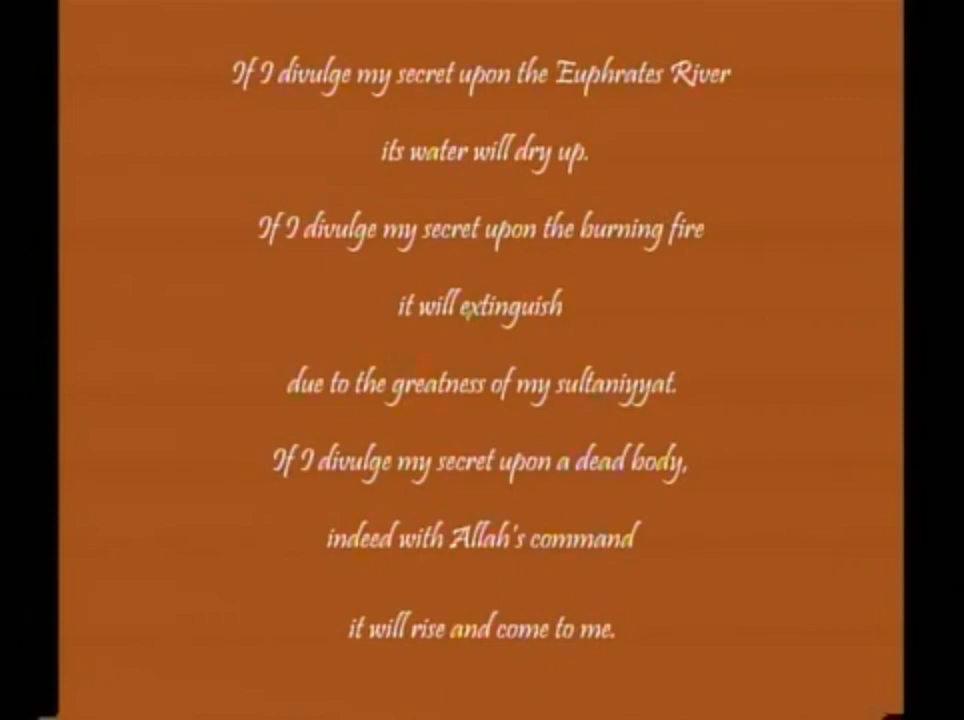 If I divulge my secret upon the Euphrates River
its water will dry up.
If I divulge my secret upon the burning fire
it will extinguish
due to the greatness of my sultaniyyat.
If I divulge my secret upon a dead body,
indeed with Allah's command
it will rise and come to me.